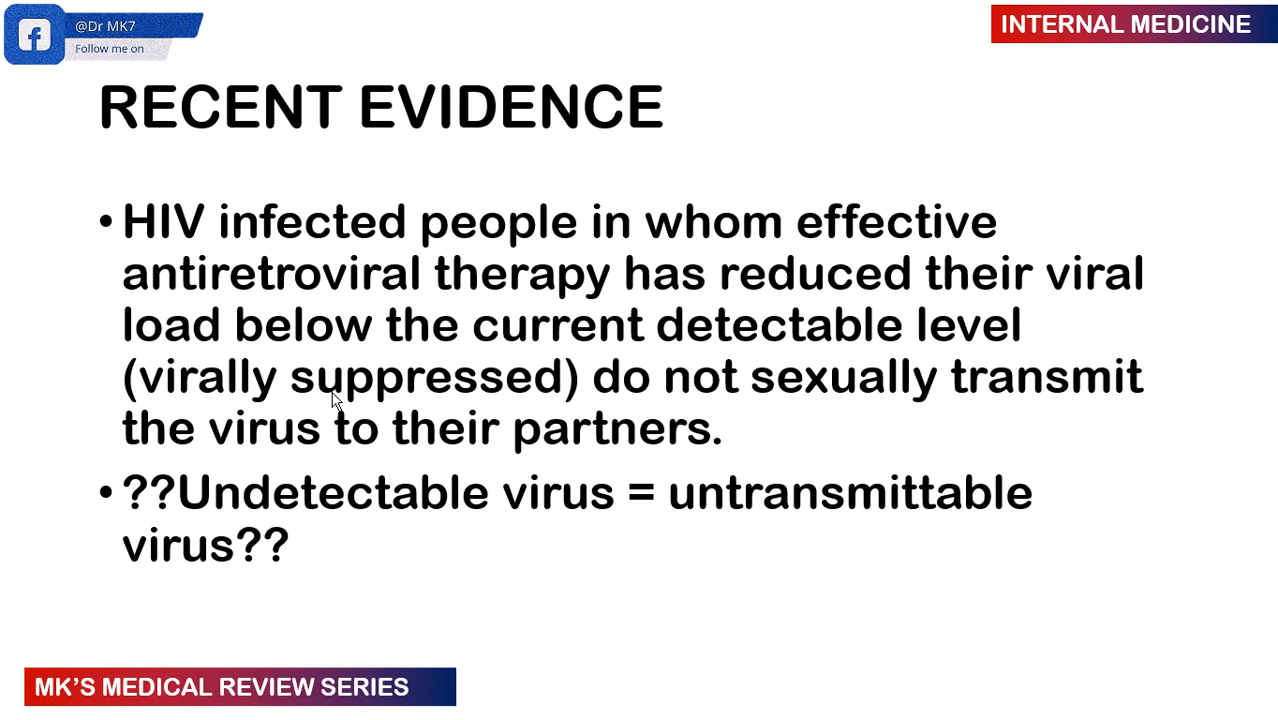 @Dr MK7
Follow me on
INTERNAL MEDICINE
RECENT EVIDENCE
• HIV infected people in whom effective
antiretroviral therapy has reduced their viral
load below the current detectable level
(virally suppressed) do not sexually transmit
the virus to their partners.
• ??Undetectable virus = untransmittable
virus??
MK'S MEDICAL REVIEW SERIES